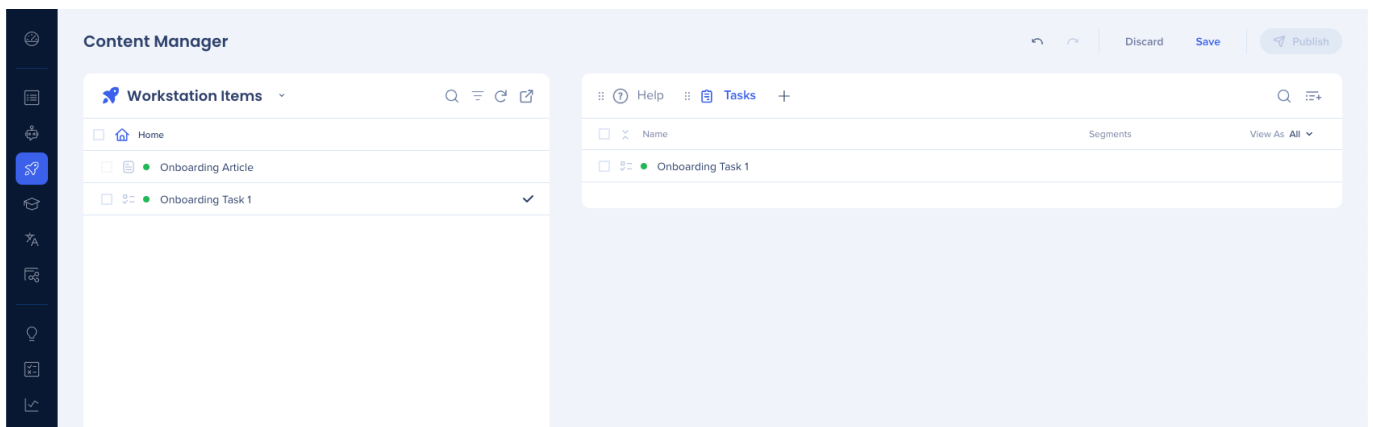 Content Manager
Discard
Save
Publish
Workstation Items
Help
Tasks
Home
Name
Segments
View As All
Onboarding Article
Onboarding Task 1
Onboarding Task 1